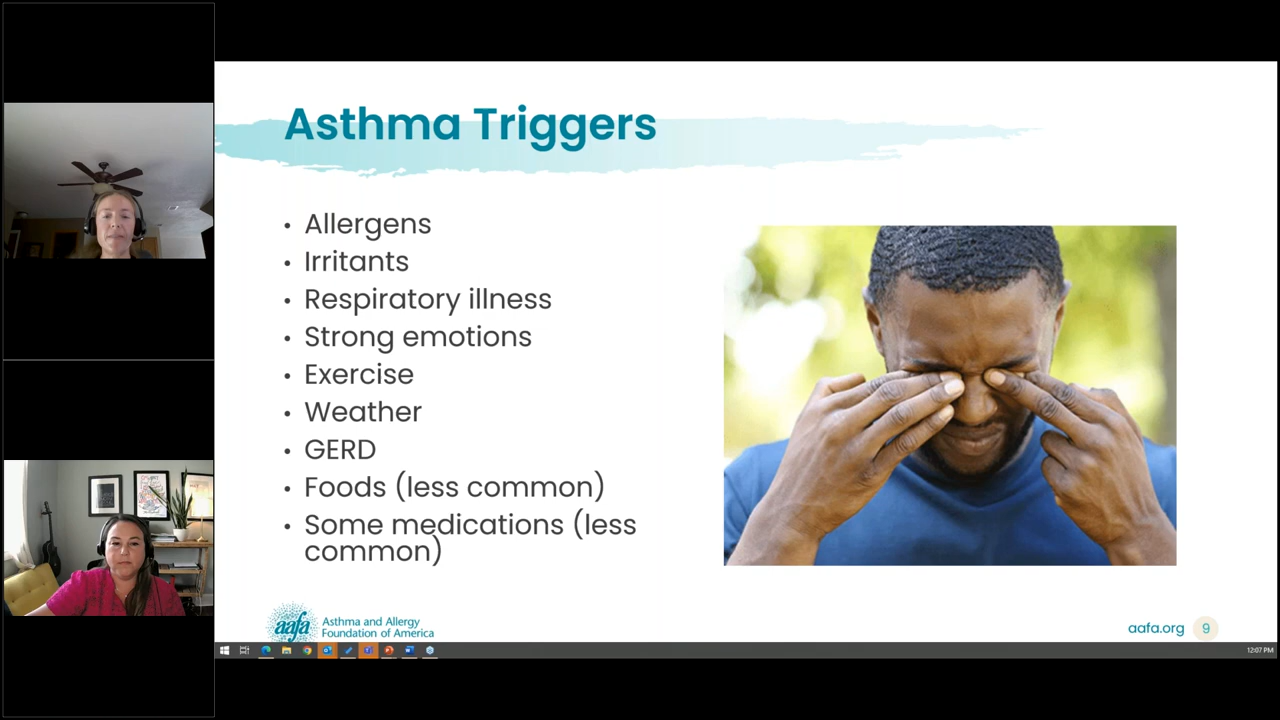 Asthma Triggers
• Allergens
• Irritants
• Respiratory illness
• Strong emotions
• Exercise
• Weather
• GERD
• Foods (less common)
• Some medications (less
common)
aafa Asthma and Allergy
Foundation of America
aafa.org 9
12:07 PM